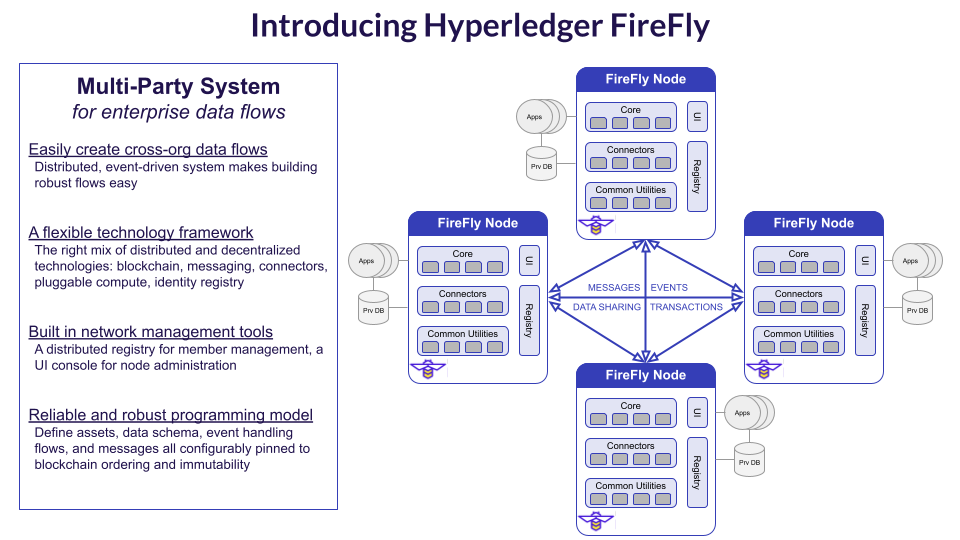 Introducing Hyperledger FireFly
Multi-Party System
for enterprise data flows
Easily create cross-org data flows
Distributed, event-driven system makes building
robust flows easy
A flexible technology framework
The right mix of distributed and decentralized
technologies: blockchain, messaging, connectors,
pluggable compute, identity registry
Built in network management tools
A distributed registry for member management, a
UI console for node administration
Reliable and robust programming model
Define assets, data schema, event handling
flows, and messages all configurably pinned to
blockchain ordering and immutability
FireFly Node
Core
Connectors
Common Utilities
UI
Registry
Apps
Prv DB
FireFly Node
Core
Connectors
Common Utilities
UI
Registry
Apps
Prv DB
MESSAGES
EVENTS
DATA SHARING
TRANSACTIONS
FireFly Node
Core
Connectors
Common Utilities
UI
Registry
Apps
Prv DB
FireFly Node
Core
Connectors
Common Utilities
UI
Registry
Apps
Prv DB